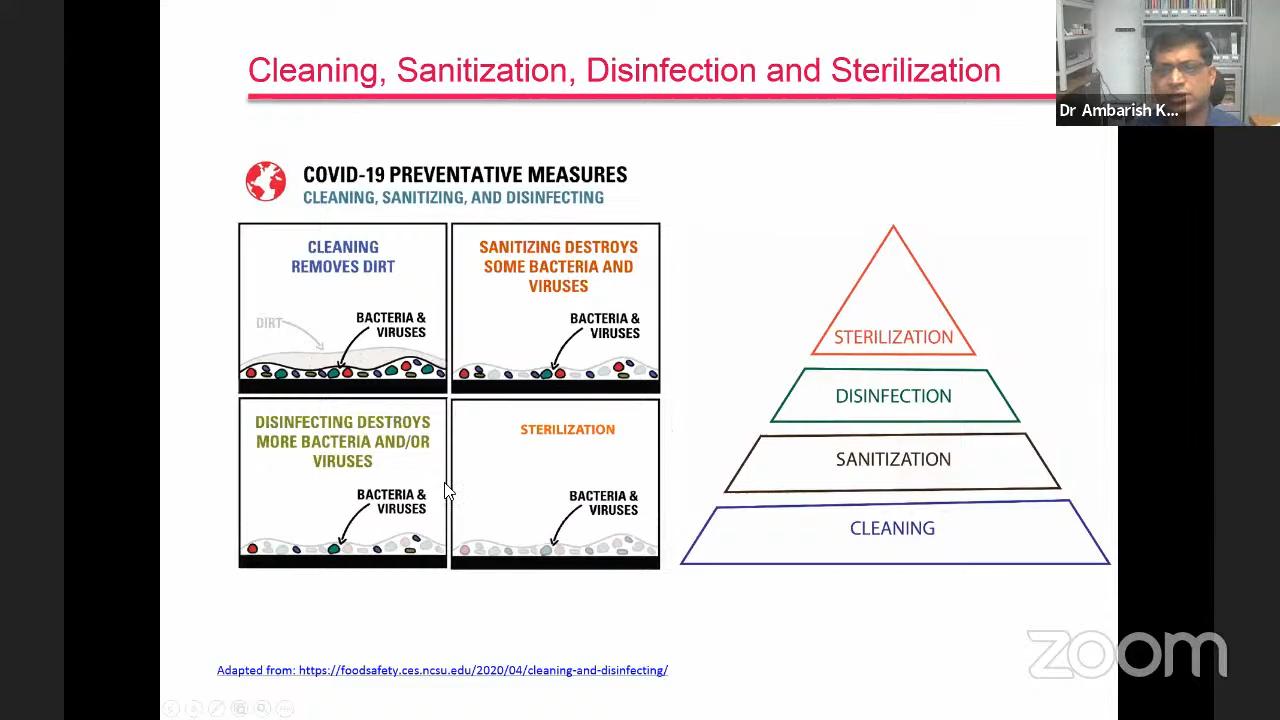 Cleaning, Sanitization, Disinfection and Sterilization
Dr Ambarish K...
COVID-19 PREVENTATIVE MEASURES
CLEANING, SANITIZING, AND DISINFECTING
CLEANING
REMOVES DIRT
DIRT
BACTERIA &
VIRUSES
SANITIZING DESTROYS
SOME BACTERIA AND
VIRUSES
BACTERIA &
VIRUSES
DISINFECTING DESTROYS
MORE BACTERIA AND/OR
VIRUSES
BACTERIA &
VIRUSES
STERILIZATION
BACTERIA &
VIRUSES
STERILIZATION
DISINFECTION
SANITIZATION
CLEANING
Adapted from: https://foodsafety.ces.ncsu.edu/2020/04/cleaning-and-disinfecting/
zoom